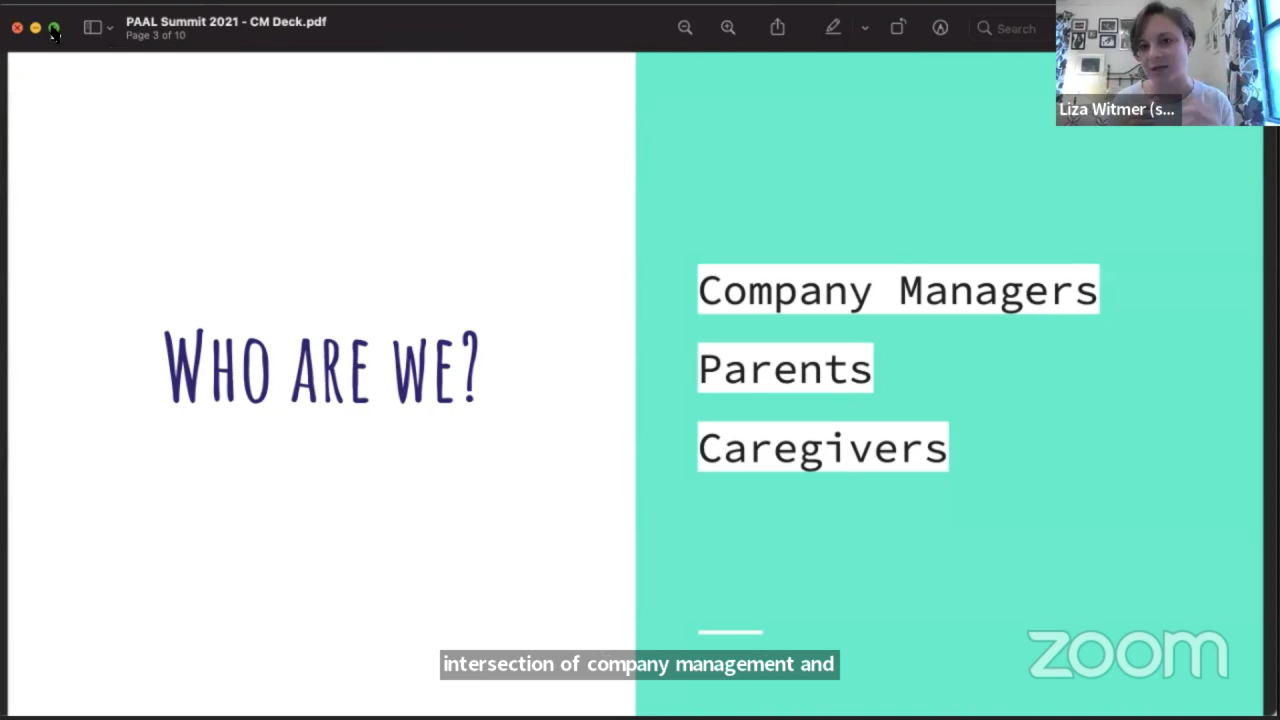 PAAL Summit 2021 - CM Deck.pdf
Page 3 of 10
Search
Liza Witmer (s...
WHO ARE WE?
Company Managers
Parents
Caregivers
intersection of company management and
zoom